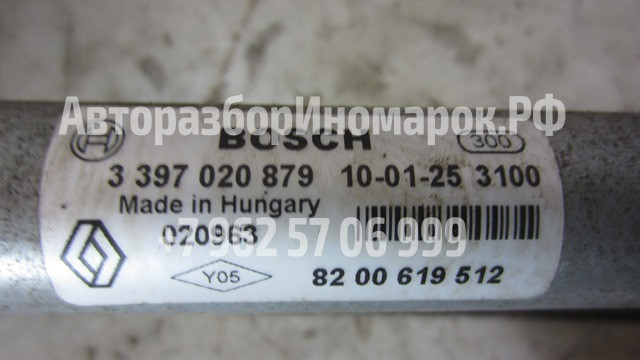 АвторазборИномарок.РФ
BOSCH 300
3 397 020 879 10-01-25 3100
Made in Hungary
+7962 57 06 999
020963
Y05 82 00 619 512